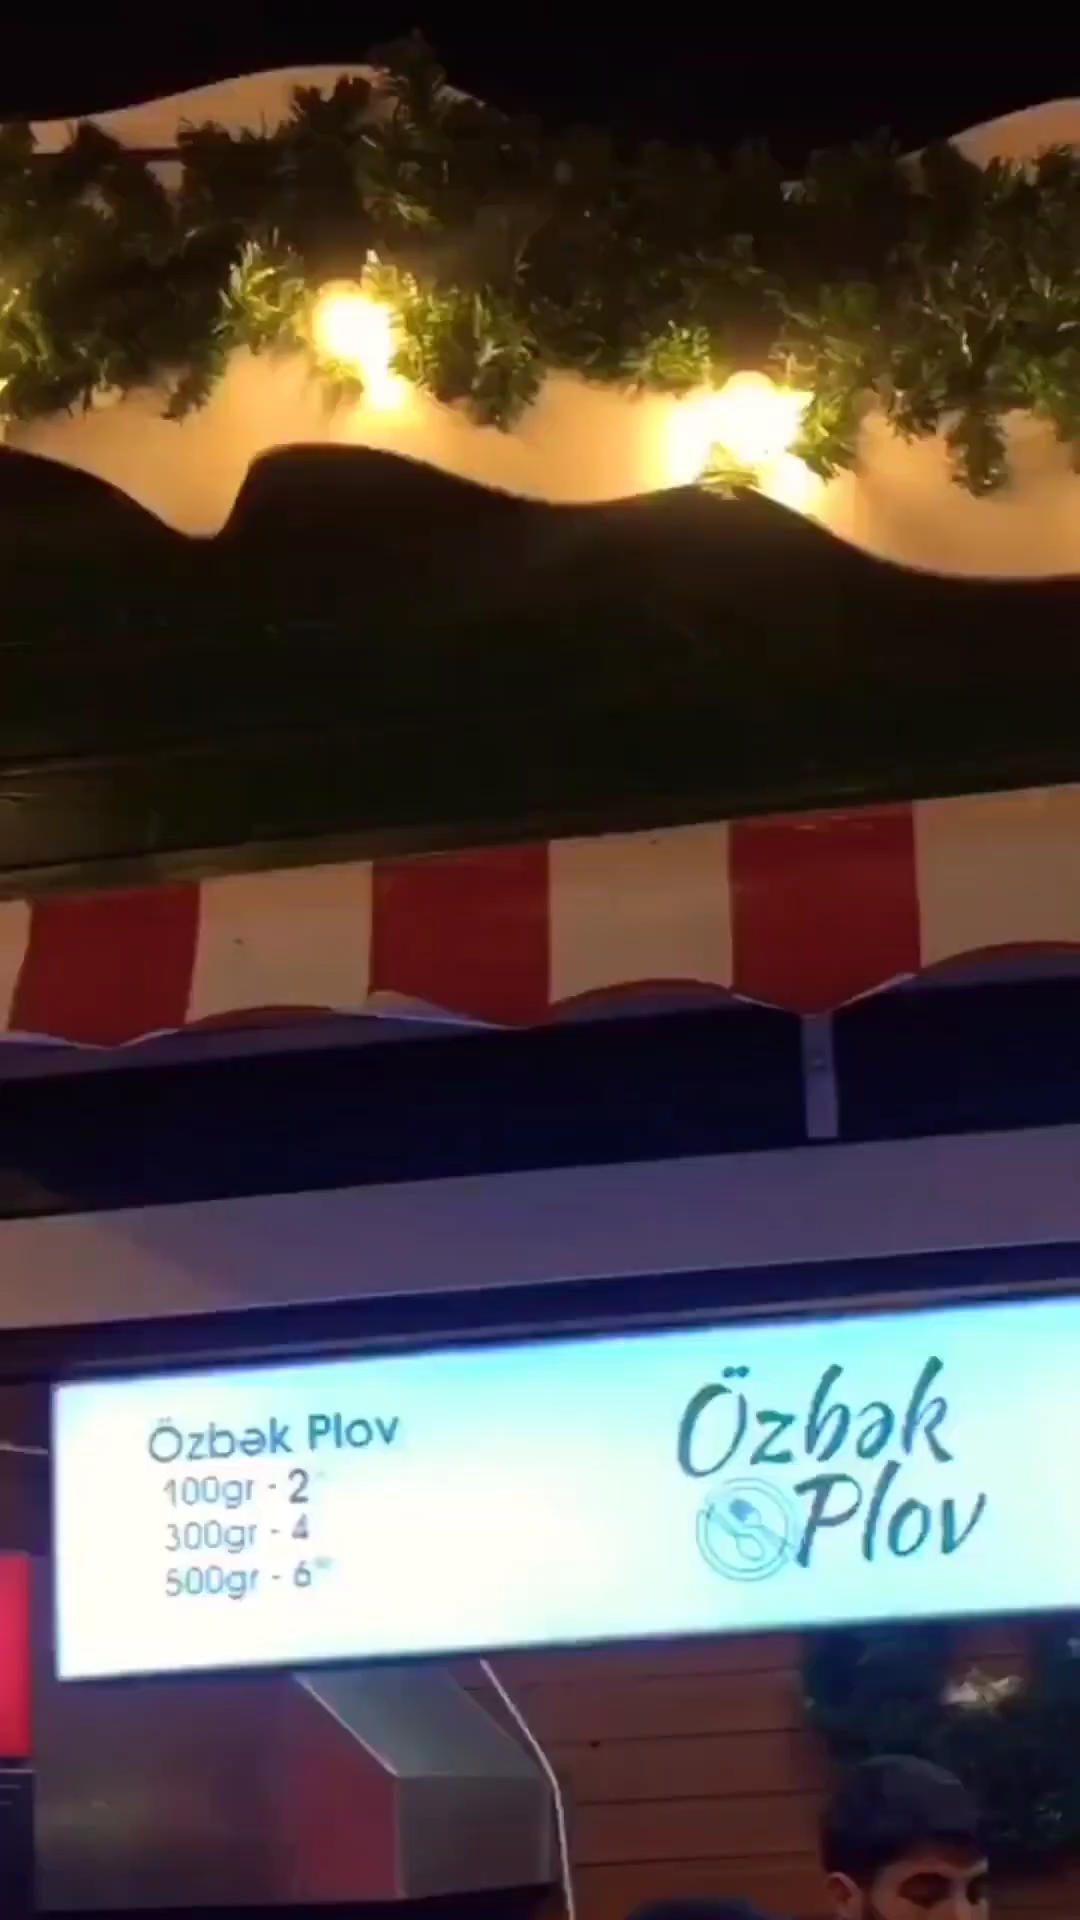 Özbək Plov
100gr - 2
300gr - 4
500gr - 6
Özbək
Plov